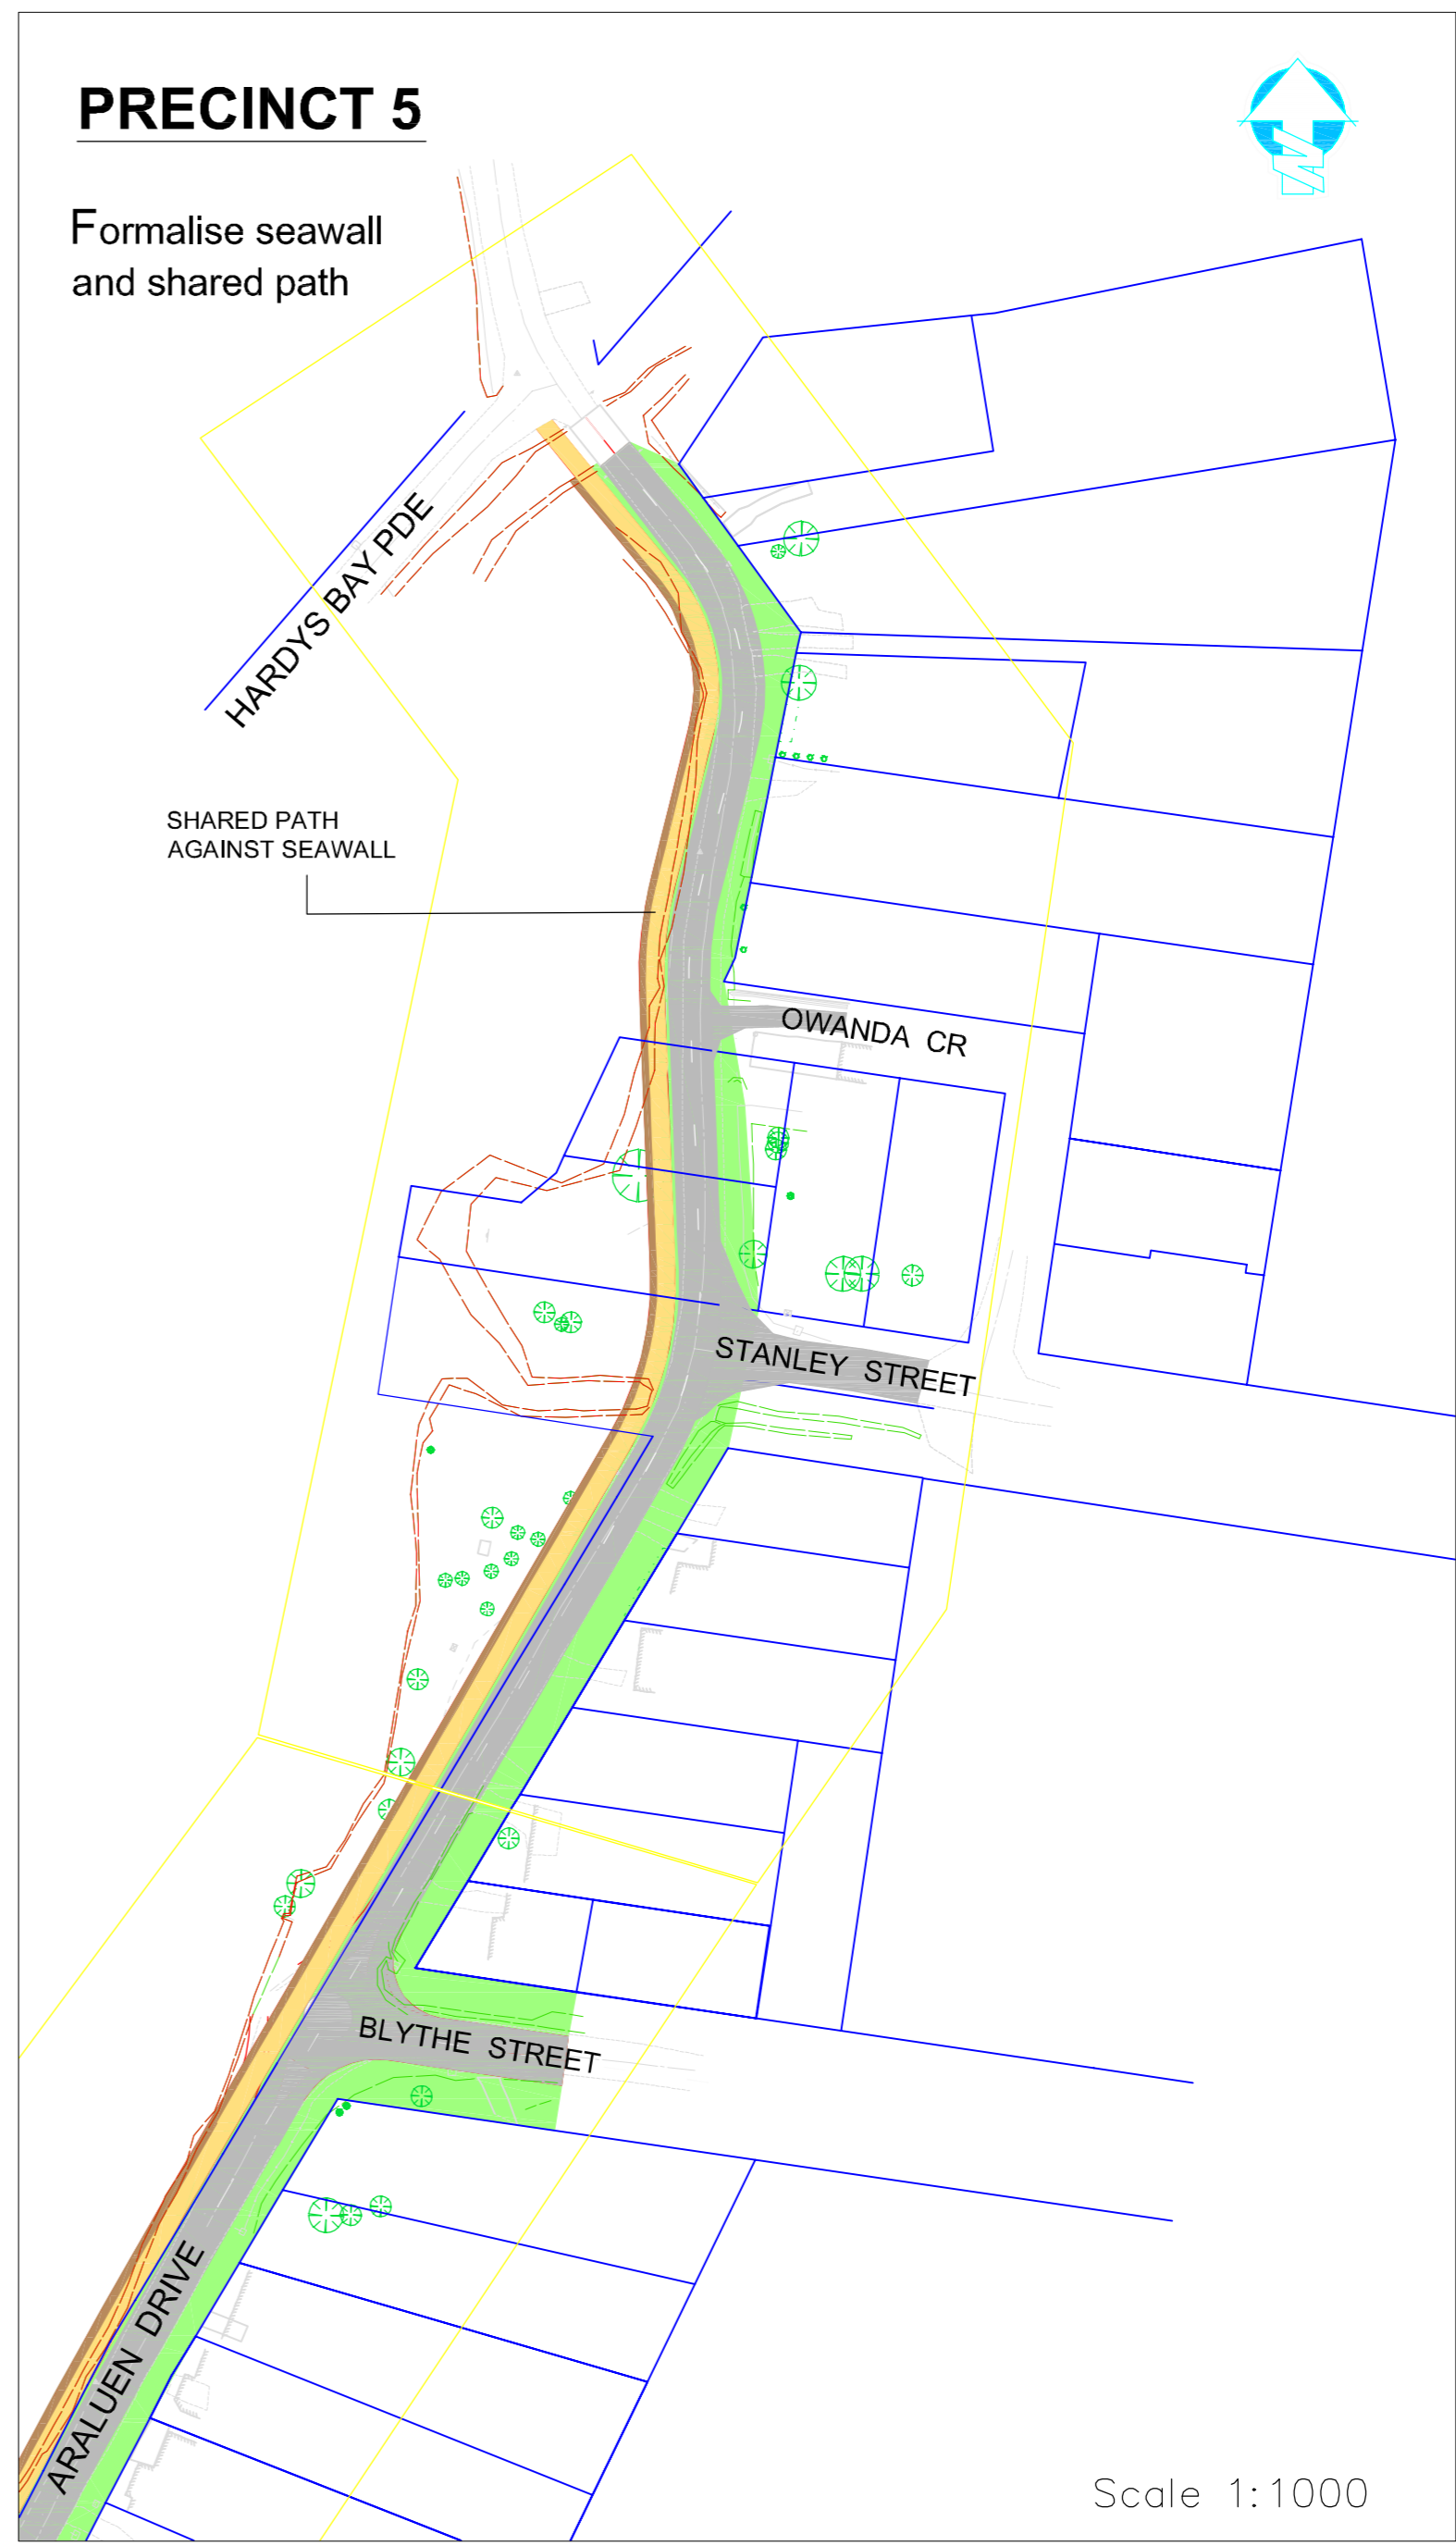 PRECINCT 5
Formalise seawall
and shared path
N
HARDYS BAY PDE
SHARED PATH
AGAINST SEAWALL
OWANDA CR
STANLEY STREET
BLYTHE STREET
ARALUEN DRIVE
Scale 1:1000